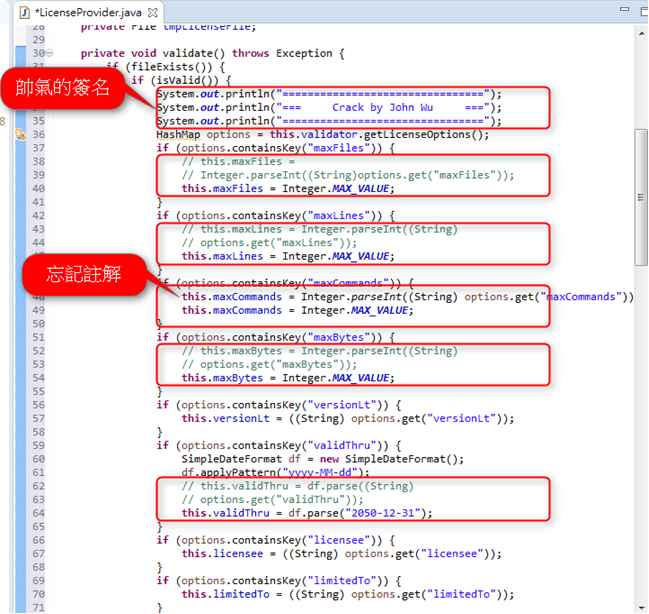 *LicenseProvider.java
28 private File tmpLicenseFile;
29
30 private void validate() throws Exception {
31 if (fileExists()) {
帥氣的簽名 if (isValid()) {
System.out.println("================================");
System.out.println("===     Crack by John Wu     ===");
35 System.out.println("================================");
36 HashMap options = this.validator.getLicenseOptions();
37 if (options.containsKey("maxFiles")) {
38 // this.maxFiles =
39 // Integer.parseInt((String)options.get("maxFiles"));
40 this.maxFiles = Integer.MAX_VALUE;
41 }
42 if (options.containsKey("maxLines")) {
43 // this.maxLines = Integer.parseInt((String)
44 // options.get("maxLines"));
45 this.maxLines = Integer.MAX_VALUE;
}
忘記註解 if (options.containsKey("maxCommands")) {
48 this.maxCommands = Integer.parseInt((String) options.get("maxCommands"))
49 this.maxCommands = Integer.MAX_VALUE;
50 }
51 if (options.containsKey("maxBytes")) {
52 // this.maxBytes = Integer.parseInt((String)
53 // options.get("maxBytes"));
54 this.maxBytes = Integer.MAX_VALUE;
55 }
56 if (options.containsKey("versionLt")) {
57 this.versionLt = ((String) options.get("versionLt"));
58 }
59 if (options.containsKey("validThru")) {
60 SimpleDateFormat df = new SimpleDateFormat();
61 df.applyPattern("yyyy-MM-dd");
62 // this.validThru = df.parse((String)
63 // options.get("validThru"));
64 this.validThru = df.parse("2050-12-31");
65 }
66 if (options.containsKey("licensee")) {
67 this.licensee = ((String) options.get("licensee"));
68 }
69 if (options.containsKey("limitedTo")) {
70 this.limitedTo = ((String) options.get("limitedTo"));
71 }